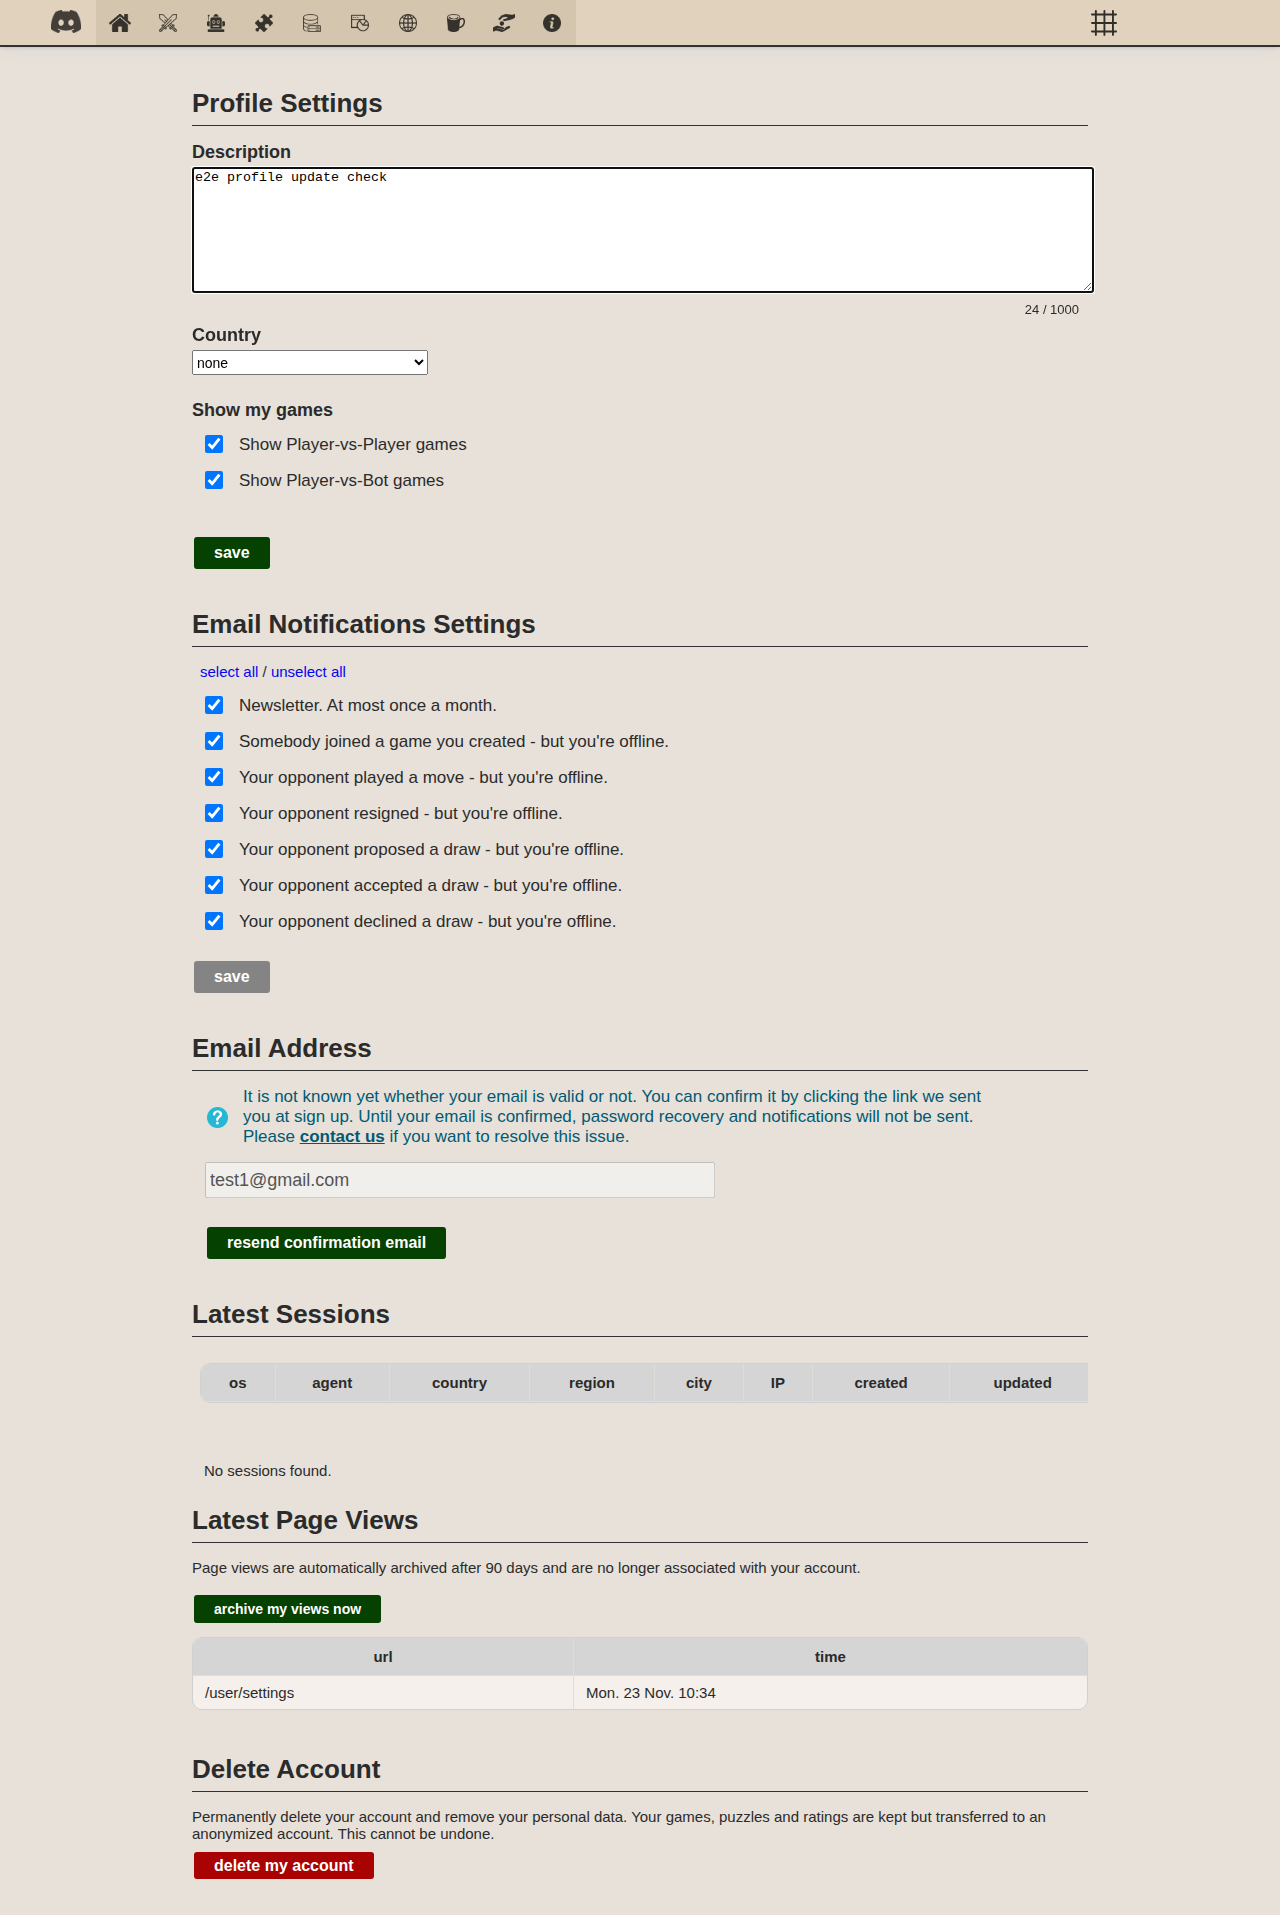 Profile Settings
Description
e2e profile update check
24 / 1000
Country
none
Show my games
Show Player-vs-Player games
Show Player-vs-Bot games
save
Email Notifications Settings
select all / unselect all
Newsletter. At most once a month.
Somebody joined a game you created - but you're offline.
Your opponent played a move - but you're offline.
Your opponent resigned - but you're offline.
Your opponent proposed a draw - but you're offline.
Your opponent accepted a draw - but you're offline.
Your opponent declined a draw - but you're offline.
save
Email Address
It is not known yet whether your email is valid or not. You can confirm it by clicking the link we sent
you at sign up. Until your email is confirmed, password recovery and notifications will not be sent.
Please contact us if you want to resolve this issue.
test1@gmail.com
resend confirmation email
Latest Sessions
os agent country region city IP created updated
No sessions found.
Latest Page Views
Page views are automatically archived after 90 days and are no longer associated with your account.
archive my views now
url time
/user/settings Mon. 23 Nov. 10:34
Delete Account
Permanently delete your account and remove your personal data. Your games, puzzles and ratings are kept but transferred to an
anonymized account. This cannot be undone.
delete my account